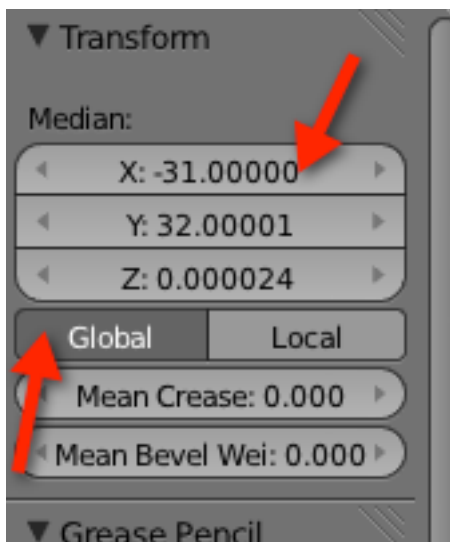 Transform
Median:
X: -31.00000
Y: 32.00001
Z: 0.000024
Global Local
Mean Crease: 0.000
Mean Bevel Wei: 0.000
Grease Pencil